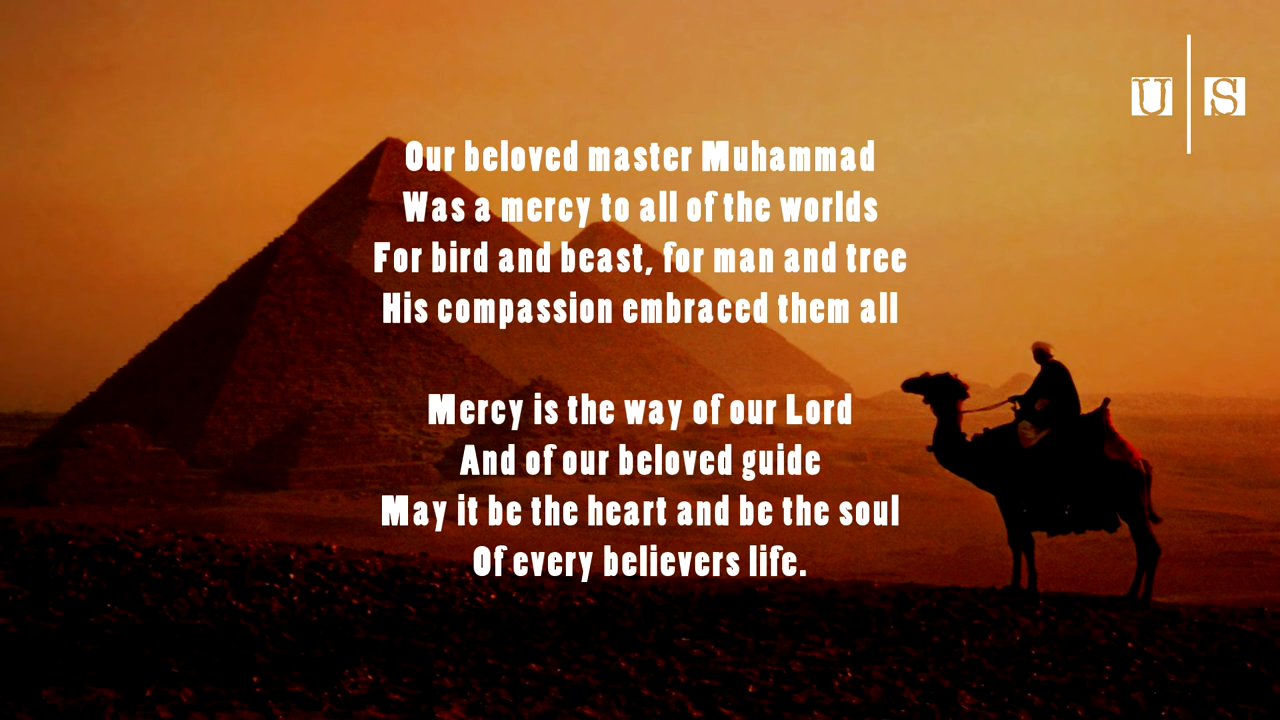 U | S
Our beloved master Muhammad
Was a mercy to all of the worlds
For bird and beast, for man and tree
His compassion embraced them all
Mercy is the way of our Lord
And of our beloved guide
May it be the heart and be the soul
Of every believers life.